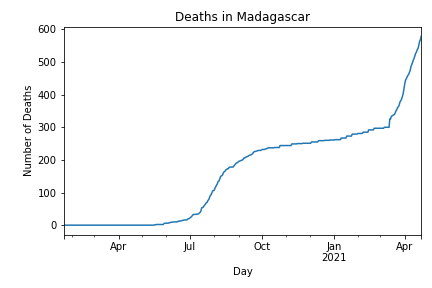 Deaths in Madagascar
Number of Deaths
600
500
400
300
200
100
0
Apr
Jul
Oct
Jan
2021
Apr
Day